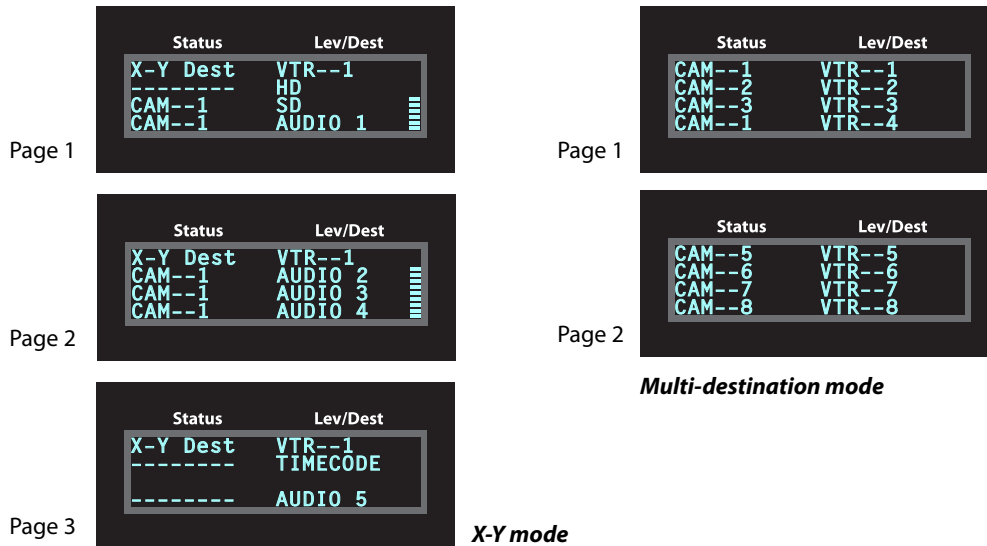 Status Lev/Dest
X-Y Dest VTR--1
-------- HD
CAM--1 SD
CAM--1 AUDIO 1
Page 1
Status Lev/Dest
X-Y Dest VTR--1
CAM--1 AUDIO 2
CAM--1 AUDIO 3
CAM--1 AUDIO 4
Page 2
Status Lev/Dest
X-Y Dest VTR--1
-------- TIMECODE
-------- AUDIO 5
Page 3
X-Y mode
Status Lev/Dest
CAM--1 VTR--1
CAM--2 VTR--2
CAM--3 VTR--3
CAM--1 VTR--4
Page 1
Status Lev/Dest
CAM--5 VTR--5
CAM--6 VTR--6
CAM--7 VTR--7
CAM--8 VTR--8
Page 2
Multi-destination mode